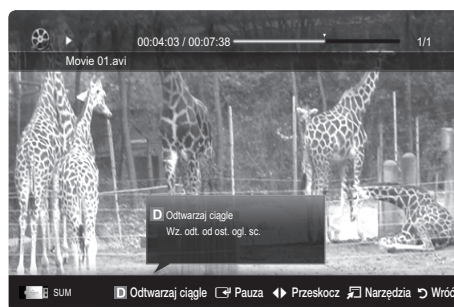 00:04:03 / 00:07:38 1/1
Movie 01.avi
D Odtwarzaj ciągle
Wz. odt. od ost. ogl. sc.
SUM D Odtwarzaj ciągle Pauza Przeskocz Narzędzia Wróć